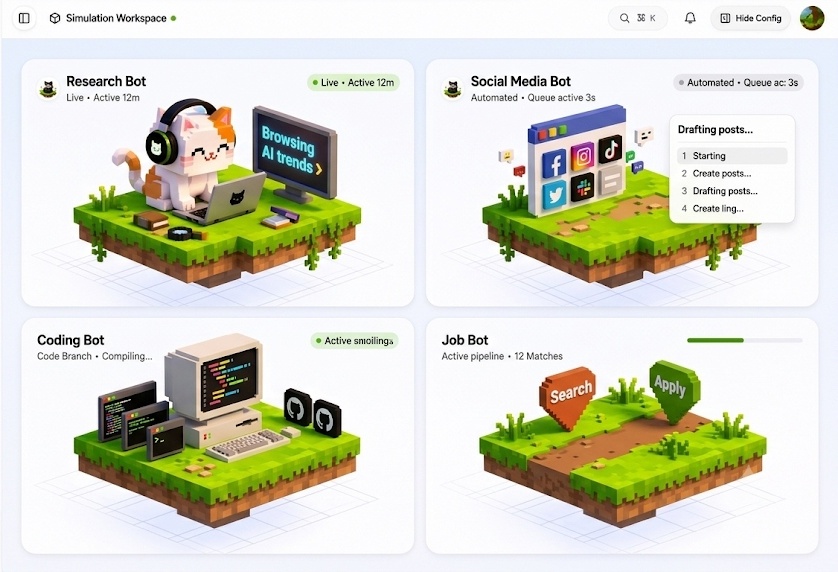 Simulation Workspace
⌘ K
Hide Config
Research Bot
Live • Active 12m
Live • Active 12m
Browsing
AI trends >
Social Media Bot
Automated • Queue active 3s
Automated • Queue ac: 3s
Drafting posts...
1 Starting
2 Create posts...
3 Drafting posts...
4 Create ling...
Coding Bot
Code Branch • Compiling...
Active
>_
Job Bot
Active pipeline • 12 Matches
Search
Apply